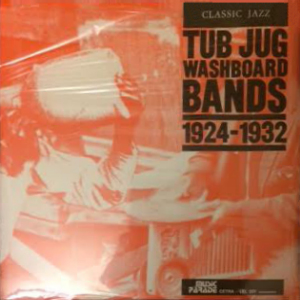 CLASSIC JAZZ
TUB JUG
WASHBOARD
BANDS
1924-1932